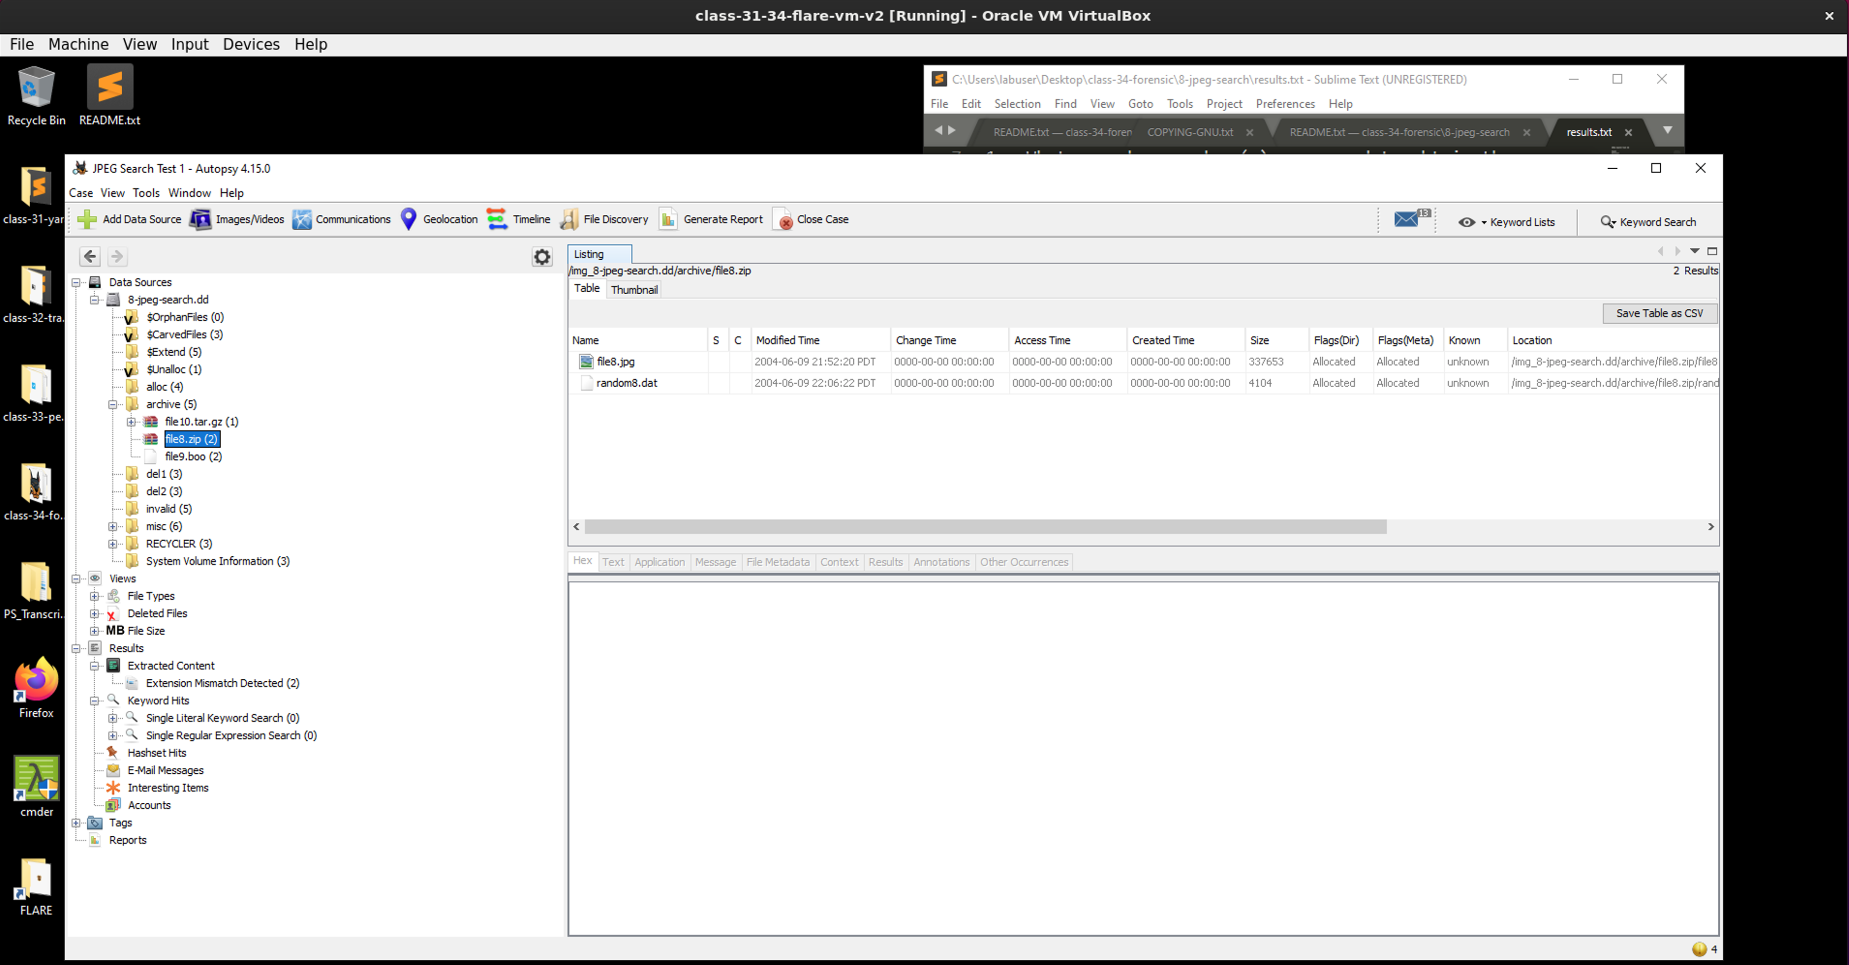 class-31-34-flare-vm-v2 [Running] - Oracle VM VirtualBox
File Machine View Input Devices Help
Recycle Bin
README.txt
C:\Users\labuser\Desktop\class-34-forensic\8-jpeg-search\results.txt - Sublime Text (UNREGISTERED)
File Edit Selection Find View Goto Tools Project Preferences Help
README.txt — class-34-foren COPYING-GNU.txt README.txt — class-34-forensic\8-jpeg-search results.txt
class-31-yar
class-32-tra.
class-33-pe.
class-34-fo..
PS_Transcri..
Firefox
cmder
FLARE
JPEG Search Test 1 - Autopsy 4.15.0
Case View Tools Window Help
Add Data Source Images/Videos Communications Geolocation Timeline File Discovery Generate Report Close Case 13 Keyword Lists Keyword Search
Data Sources
8-jpeg-search.dd
$OrphanFiles (0)
$CarvedFiles (3)
$Extend (5)
$Unalloc (1)
alloc (4)
archive (5)
file10.tar.gz (1)
file8.zip (2)
file9.boo (2)
del1 (3)
del2 (3)
invalid (5)
misc (6)
RECYCLER (3)
System Volume Information (3)
Views
File Types
Deleted Files
MB File Size
Results
Extracted Content
Extension Mismatch Detected (2)
Keyword Hits
Single Literal Keyword Search (0)
Single Regular Expression Search (0)
Hashset Hits
E-Mail Messages
Interesting Items
Accounts
Tags
Reports
Listing
/img_8-jpeg-search.dd/archive/file8.zip
2 Results
Table Thumbnail
Save Table as CSV
Name S C Modified Time Change Time Access Time Created Time Size Flags(Dir) Flags(Meta) Known Location
file8.jpg 2004-06-09 21:52:20 PDT 0000-00-00 00:00:00 0000-00-00 00:00:00 0000-00-00 00:00:00 337653 Allocated Allocated unknown /img_8-jpeg-search.dd/archive/file8.zip/file8
random8.dat 2004-06-09 22:06:22 PDT 0000-00-00 00:00:00 0000-00-00 00:00:00 0000-00-00 00:00:00 4104 Allocated Allocated unknown /img_8-jpeg-search.dd/archive/file8.zip/rand
Hex Text Application Message File Metadata Context Results Annotations Other Occurrences
4